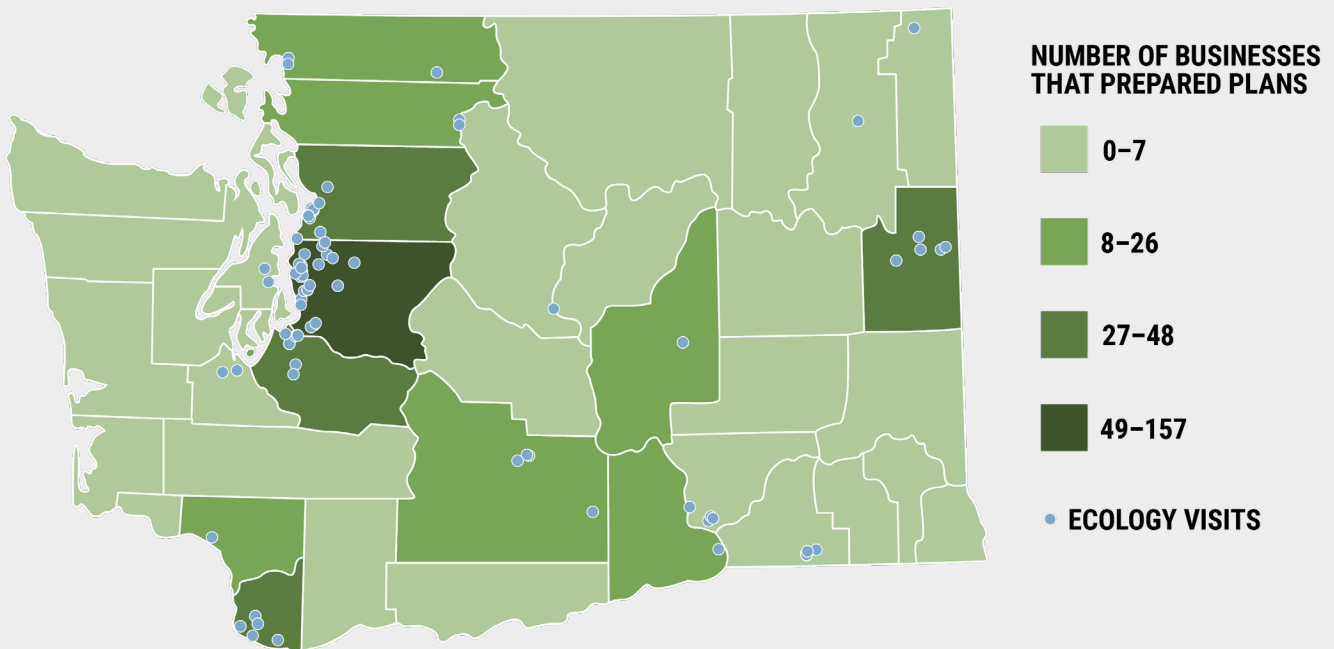 NUMBER OF BUSINESSES
THAT PREPARED PLANS
0–7
8–26
27–48
49–157
ECOLOGY VISITS